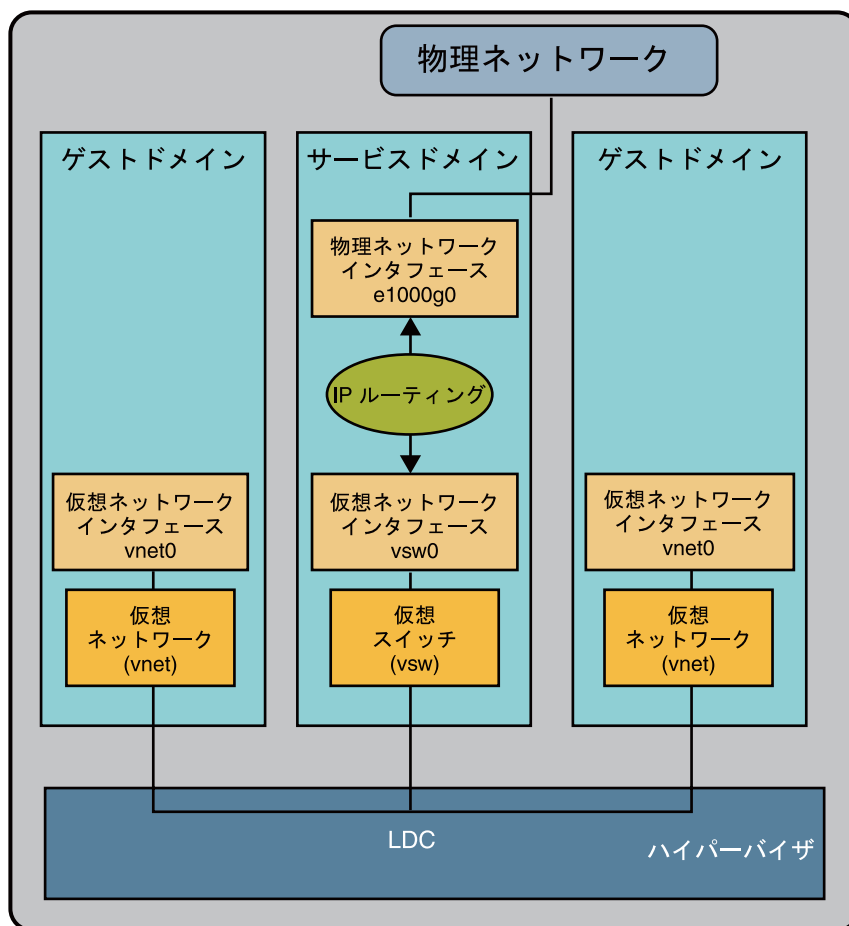 物理ネットワーク
ゲストドメイン
サービスドメイン
ゲストドメイン
物理ネットワーク
インタフェース
e1000g0
IP ルーティング
仮想ネットワーク
インタフェース
vnet0
仮想ネットワーク
インタフェース
vsw0
仮想ネットワーク
インタフェース
vnet0
仮想
ネットワーク
(vnet)
仮想
スイッチ
(vsw)
仮想
ネットワーク
(vnet)
LDC
ハイパーバイザ